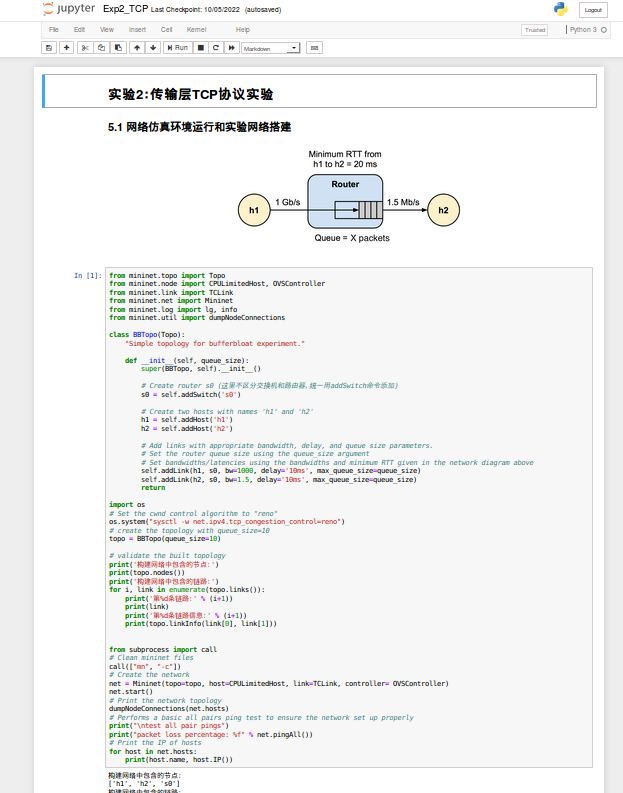 jupyter Exp2_TCP Last Checkpoint: 10/05/2022 (autosaved)
Logout
File Edit View Insert Cell Kernel Help
Trusted Python 3
Run Markdown
实验2:传输层TCP协议实验
5.1 网络仿真环境运行和实验网络搭建
Minimum RTT from
h1 to h2 = 20 ms
Router
h1 1 Gb/s 1.5 Mb/s h2
Queue = X packets
In [1]:
from mininet.topo import Topo
from mininet.node import CPULimitedHost, OVSController
from mininet.link import TCLink
from mininet.net import Mininet
from mininet.log import lg, info
from mininet.util import dumpNodeConnections
class BBTopo(Topo):
"Simple topology for bufferbloat experiment."
def __init__(self, queue_size):
super(BBTopo, self).__init__()
# Create router s0 (这里不区分交换机和路由器,统一用addSwitch命令添加)
s0 = self.addSwitch('s0')
# Create two hosts with names 'h1' and 'h2'
h1 = self.addHost('h1')
h2 = self.addHost('h2')
# Add links with appropriate bandwidth, delay, and queue size parameters.
# Set the router queue size using the queue_size argument
# Set bandwidths/latencies using the bandwidths and minimum RTT given in the network diagram above
self.addLink(h1, s0, bw=1000, delay='10ms', max_queue_size=queue_size)
self.addLink(h2, s0, bw=1.5, delay='10ms', max_queue_size=queue_size)
return
import os
# Set the cwnd control algorithm to "reno"
os.system("sysctl -w net.ipv4.tcp_congestion_control=reno")
# create the topology with queue_size=10
topo = BBTopo(queue_size=10)
# validate the built topology
print('构建网络中包含的节点:')
print(topo.nodes())
print('构建网络中包含的链路:')
for i, link in enumerate(topo.links()):
print('第%d条链路:' % (i+1))
print(link)
print('第%d条链路信息:' % (i+1))
print(topo.linkInfo(link[0], link[1]))
from subprocess import call
# Clean mininet files
call(["mn", "-c"])
# Create the network
net = Mininet(topo=topo, host=CPULimitedHost, link=TCLink, controller= OVSController)
net.start()
# Print the network topology
dumpNodeConnections(net.hosts)
# Performs a basic all pairs ping test to ensure the network set up properly
print("\ntest all pair pings")
print("packet loss percentage: %f" % net.pingAll())
# Print the IP of hosts
for host in net.hosts:
print(host.name, host.IP())
构建网络中包含的节点:
['h1', 'h2', 's0']
构建网络中包含的链路: